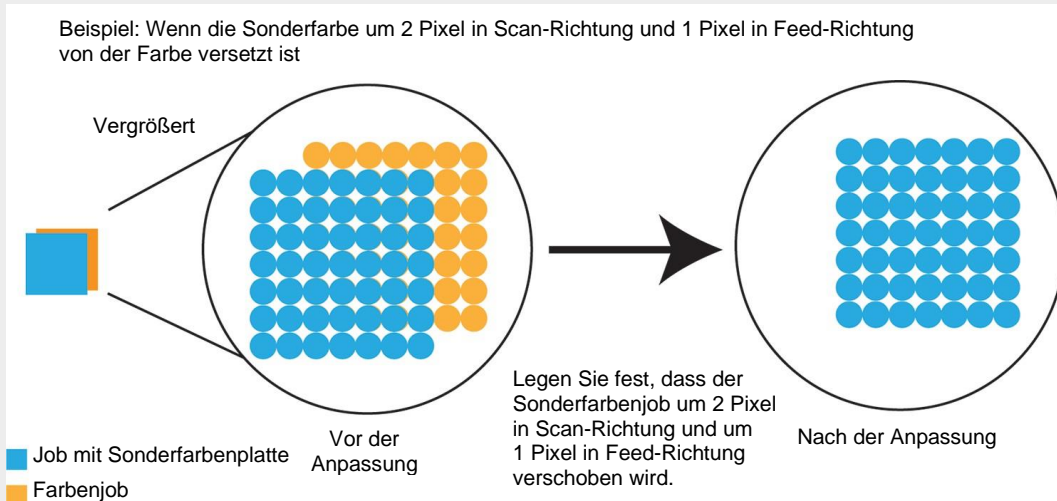 Beispiel: Wenn die Sonderfarbe um 2 Pixel in Scan-Richtung und 1 Pixel in Feed-Richtung
von der Farbe versetzt ist
Vergrößert
Vor der
Anpassung
Legen Sie fest, dass der
Sonderfarbenjob um 2 Pixel
in Scan-Richtung und um
1 Pixel in Feed-Richtung
verschoben wird.
Nach der Anpassung
Job mit Sonderfarbenplatte
Farbenjob